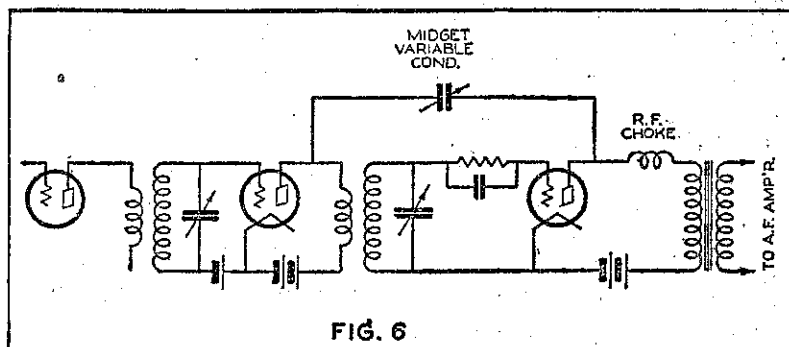 MIDGET
VARIABLE
COND.
R.F.
CHOKE
TO A.F. AMP'R.
FIG. 6